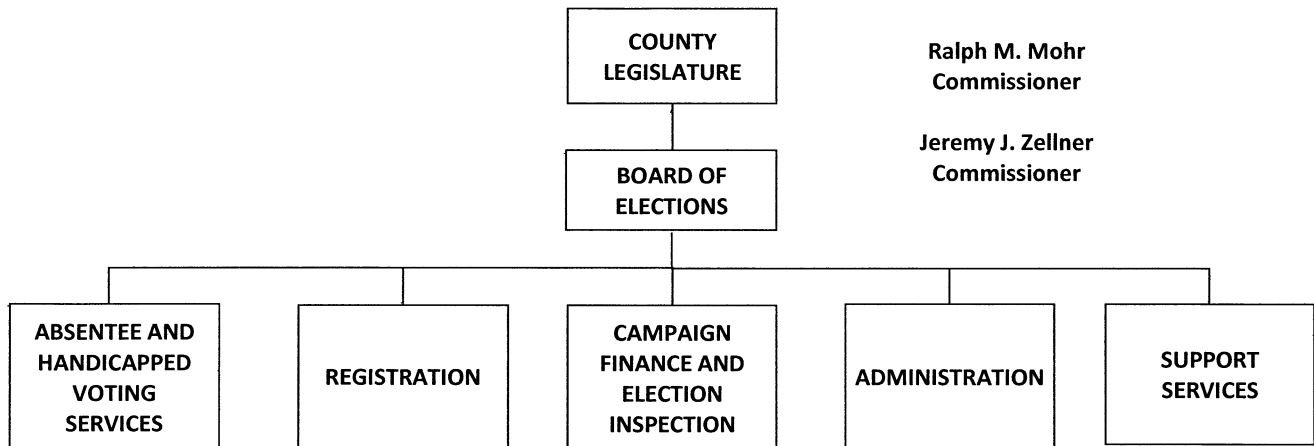 COUNTY
LEGISLATURE
Ralph M. Mohr
Commissioner
Jeremy J. Zellner
Commissioner
BOARD OF
ELECTIONS
ABSENTEE AND
HANDICAPPED
VOTING
SERVICES
REGISTRATION
CAMPAIGN
FINANCE AND
ELECTION
INSPECTION
ADMINISTRATION
SUPPORT
SERVICES